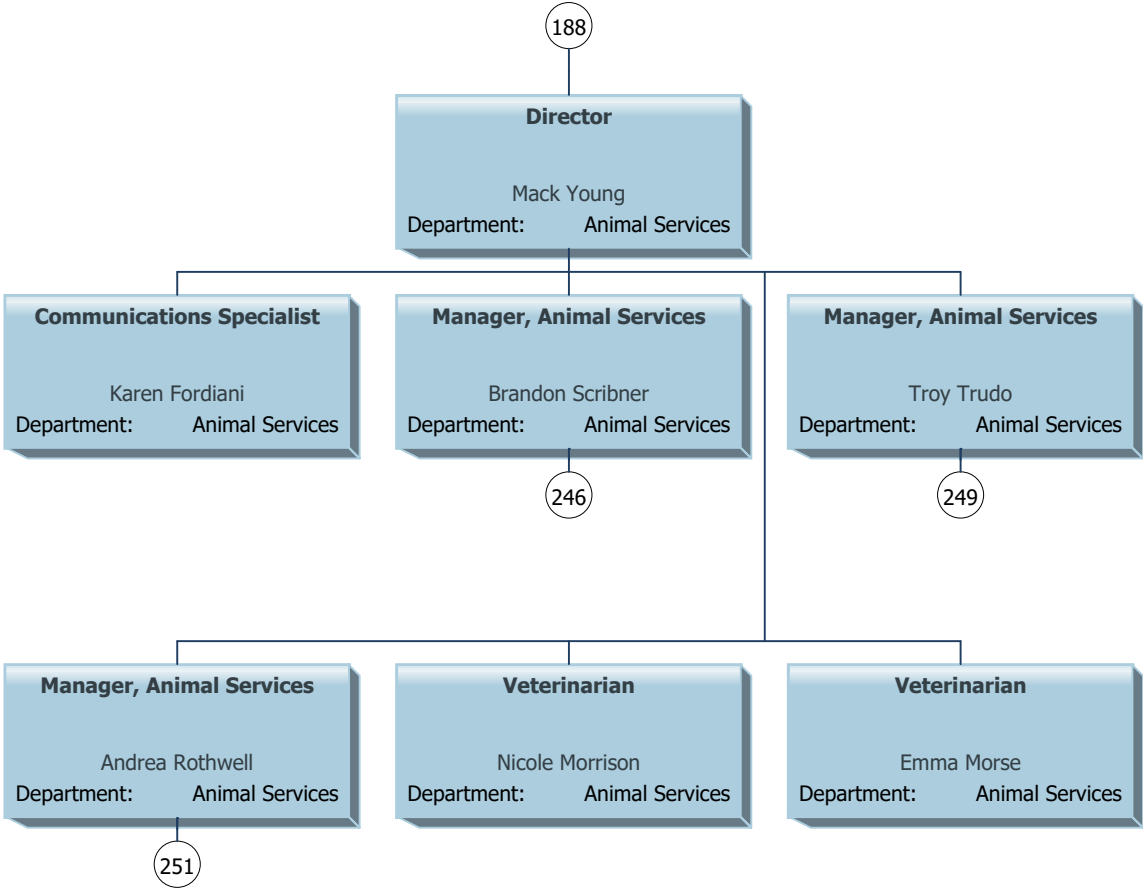 188
Director
Mack Young
Department: Animal Services
Communications Specialist
Karen Fordiani
Department: Animal Services
Manager, Animal Services
Brandon Scribner
Department: Animal Services
246
Manager, Animal Services
Troy Trudo
Department: Animal Services
249
Manager, Animal Services
Andrea Rothwell
Department: Animal Services
251
Veterinarian
Nicole Morrison
Department: Animal Services
Veterinarian
Emma Morse
Department: Animal Services